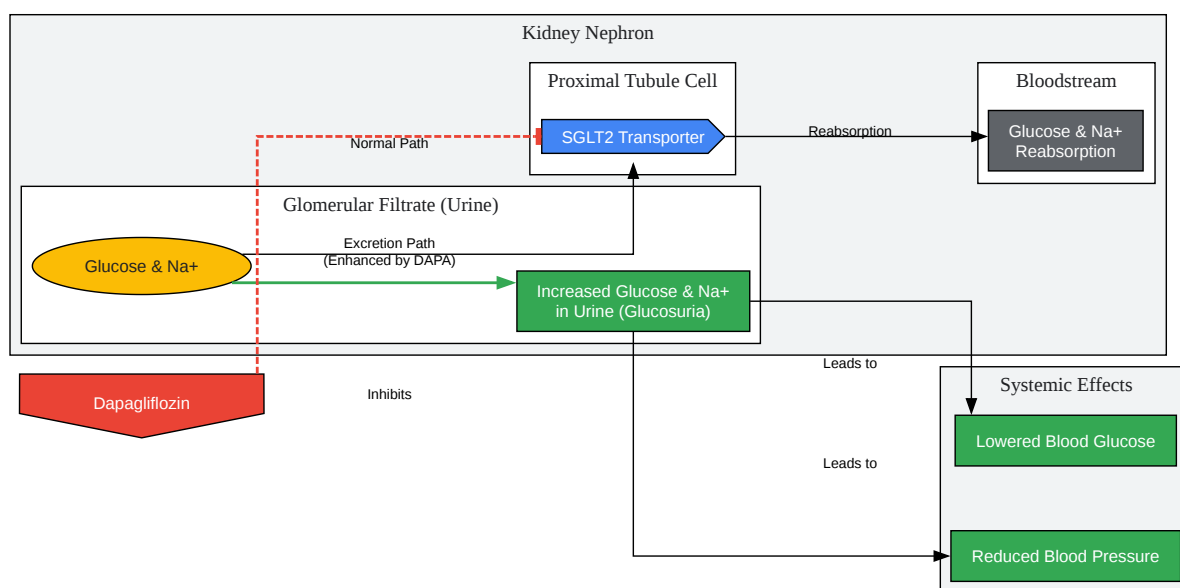 Kidney Nephron
Proximal Tubule Cell
Bloodstream
Normal Path
SGLT2 Transporter
Reabsorption
Glucose & Na+
Reabsorption
Glomerular Filtrate (Urine)
Glucose & Na+
Excretion Path
(Enhanced by DAPA)
Increased Glucose & Na+
in Urine (Glucosuria)
Leads to
Systemic Effects
Dapagliflozin
Inhibits
Lowered Blood Glucose
Leads to
Reduced Blood Pressure